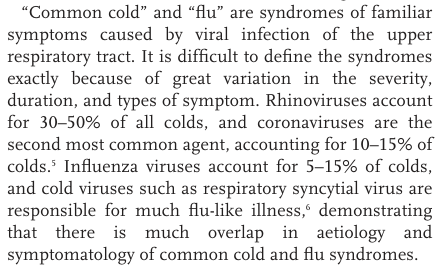 “Common cold” and “flu” are syndromes of familiar
symptoms caused by viral infection of the upper
respiratory tract. It is difficult to define the syndromes
exactly because of great variation in the severity,
duration, and types of symptom. Rhinoviruses account
for 30–50% of all colds, and coronaviruses are the
second most common agent, accounting for 10–15% of
colds.⁵ Influenza viruses account for 5–15% of colds,
and cold viruses such as respiratory syncytial virus are
responsible for much flu-like illness,⁶ demonstrating
that there is much overlap in aetiology and
symptomatology of common cold and flu syndromes.